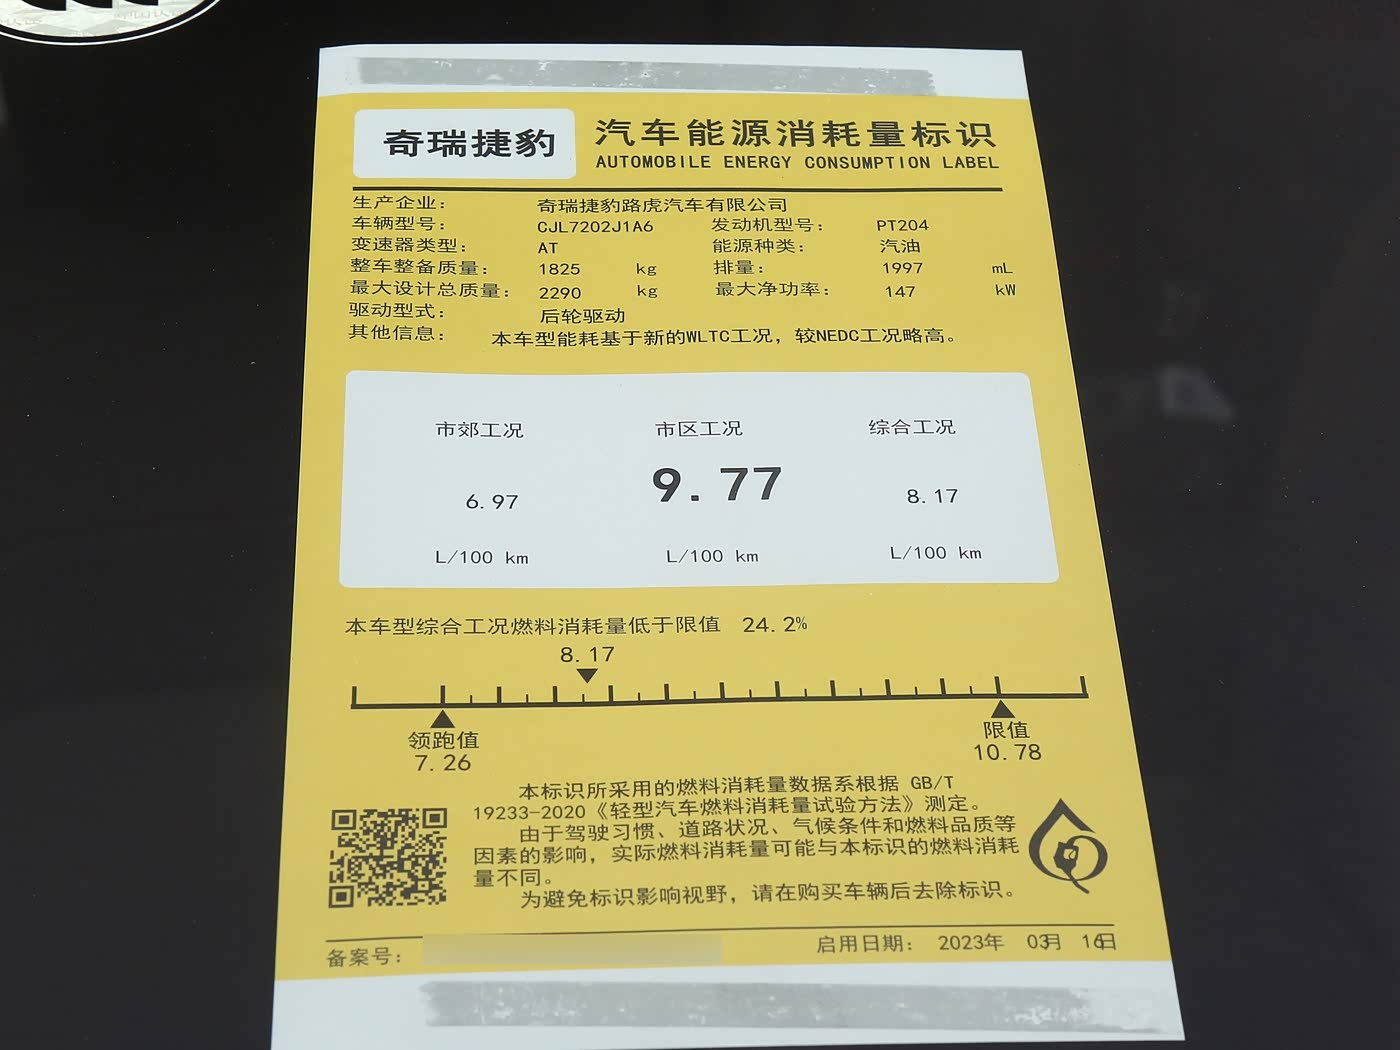 奇瑞捷豹
汽车能源消耗量标识
AUTOMOBILE ENERGY CONSUMPTION LABEL
生产企业： 奇瑞捷豹路虎汽车有限公司
车辆型号： CJL7202J1A6 发动机型号： PT204
变速器类型： AT 能源种类： 汽油
整车整备质量： 1825 kg 排量： 1997 mL
最大设计总质量： 2290 kg 最大净功率： 147 kW
驱动型式： 后轮驱动
其他信息： 本车型能耗基于新的WLTC工况，较NEDC工况略高。
市郊工况 市区工况 综合工况
6.97 9.77 8.17
L/100 km L/100 km L/100 km
本车型综合工况燃料消耗量低于限值 24.2%
8.17
领跑值 限值
7.26 10.78
本标识所采用的燃料消耗量数据系根据 GB/T
19233-2020《轻型汽车燃料消耗量试验方法》测定。
由于驾驶习惯、道路状况、气候条件和燃料品质等
因素的影响，实际燃料消耗量可能与本标识的燃料消耗
量不同。
为避免标识影响视野，请在购买车辆后去除标识。
备案号： 启用日期： 2023年 03月 16日